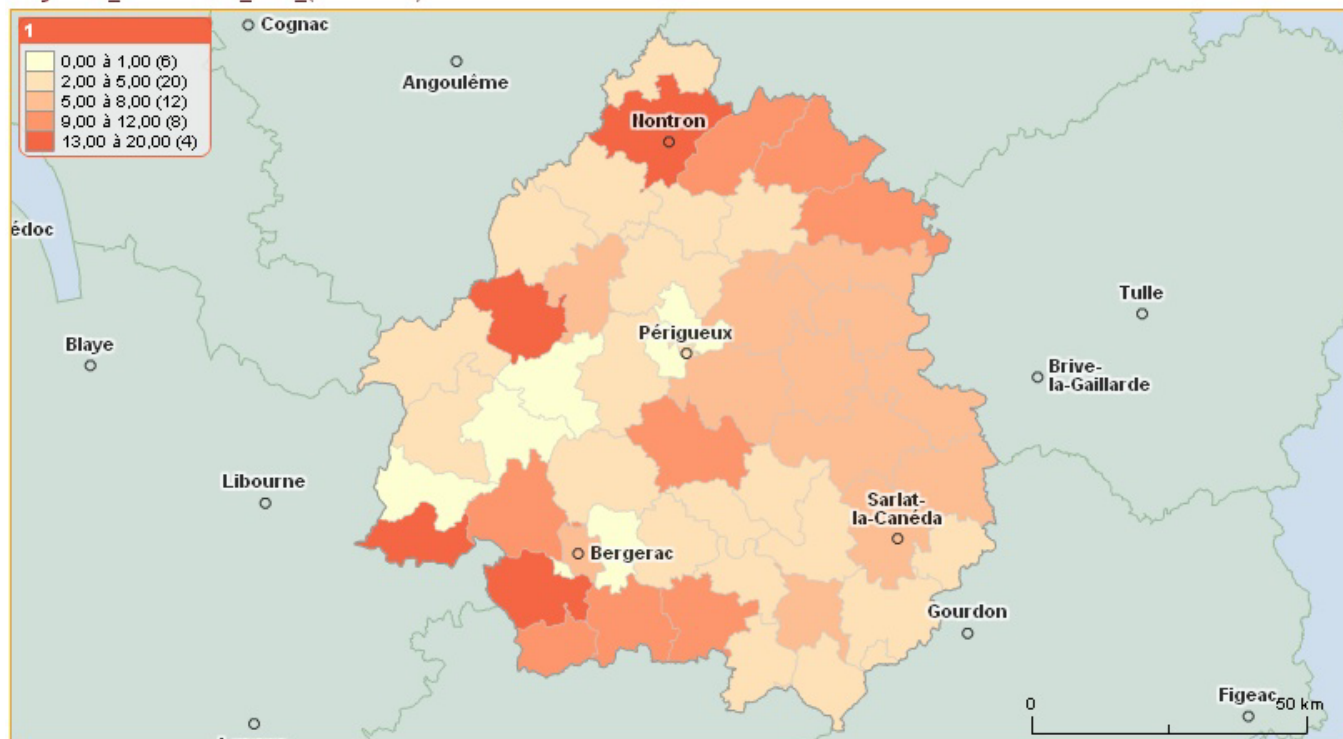 1
0,00 à 1,00 (6)
2,00 à 5,00 (20)
5,00 à 8,00 (12)
9,00 à 12,00 (8)
13,00 à 20,00 (4)
Cognac
Angoulême
Nontron
édoc
Tulle
Blaye
Périgueux
Brive-
la-Gaillarde
Libourne
Sarlat-
la-Canéda
Bergerac
Gourdon
Figeac
0
50 km